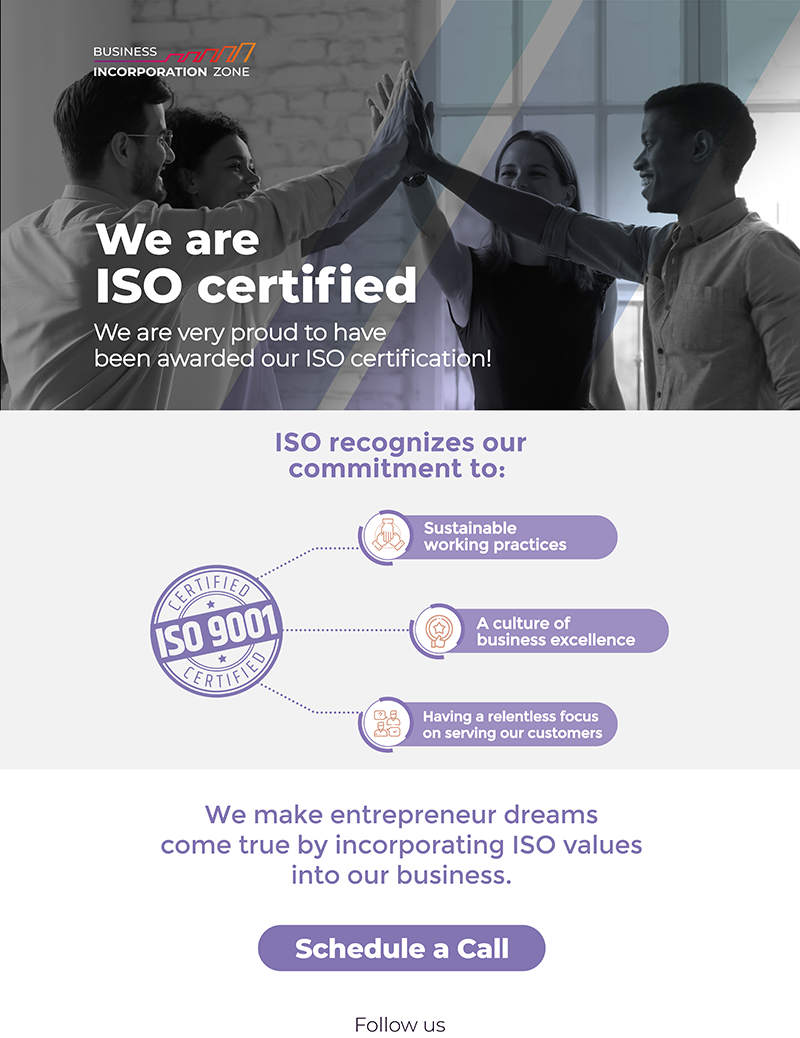 BUSINESS
INCORPORATION ZONE
We are
ISO certified
We are very proud to have
been awarded our ISO certification!
ISO recognizes our
commitment to:
Sustainable
working practices
CERTIFIED
ISO 9001
CERTIFIED
A culture of
business excellence
Having a relentless focus
on serving our customers
We make entrepreneur dreams
come true by incorporating ISO values
into our business.
Schedule a Call
Follow us